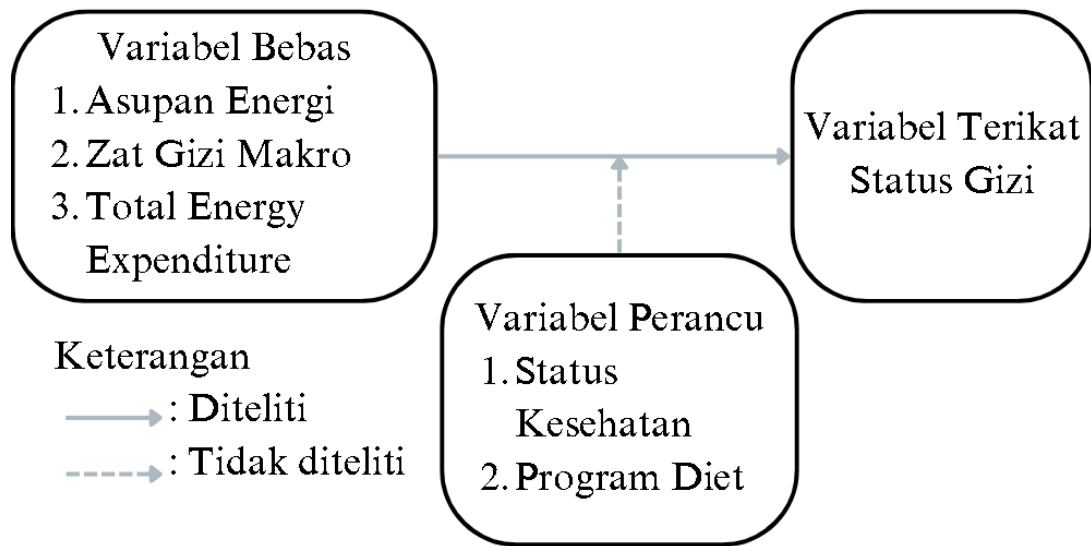 Variabel Bebas
1. Asupan Energi
2. Zat Gizi Makro
3. Total Energy
Expenditure
Variabel Terikat
Status Gizi
Variabel Perancu
1. Status
Kesehatan
2. Program Diet
Keterangan
: Diteliti
: Tidak diteliti